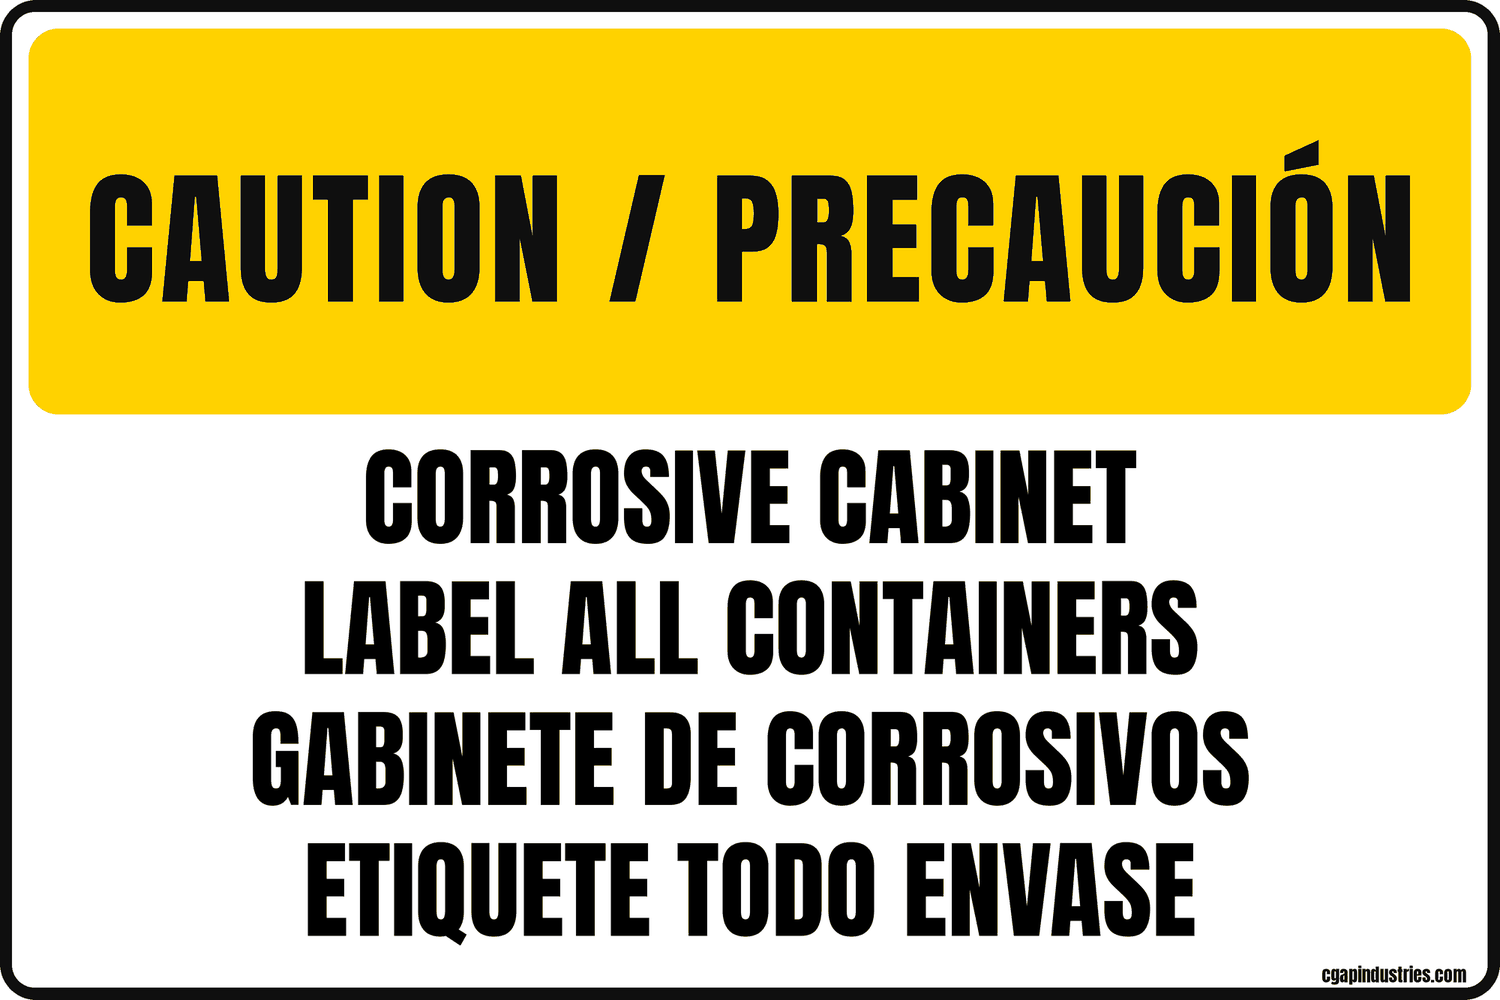 CAUTION / PRECAUCIÓN
CORROSIVE CABINET
LABEL ALL CONTAINERS
GABINETE DE CORROSIVOS
ETIQUETE TODO ENVASE
cgapindustries.com